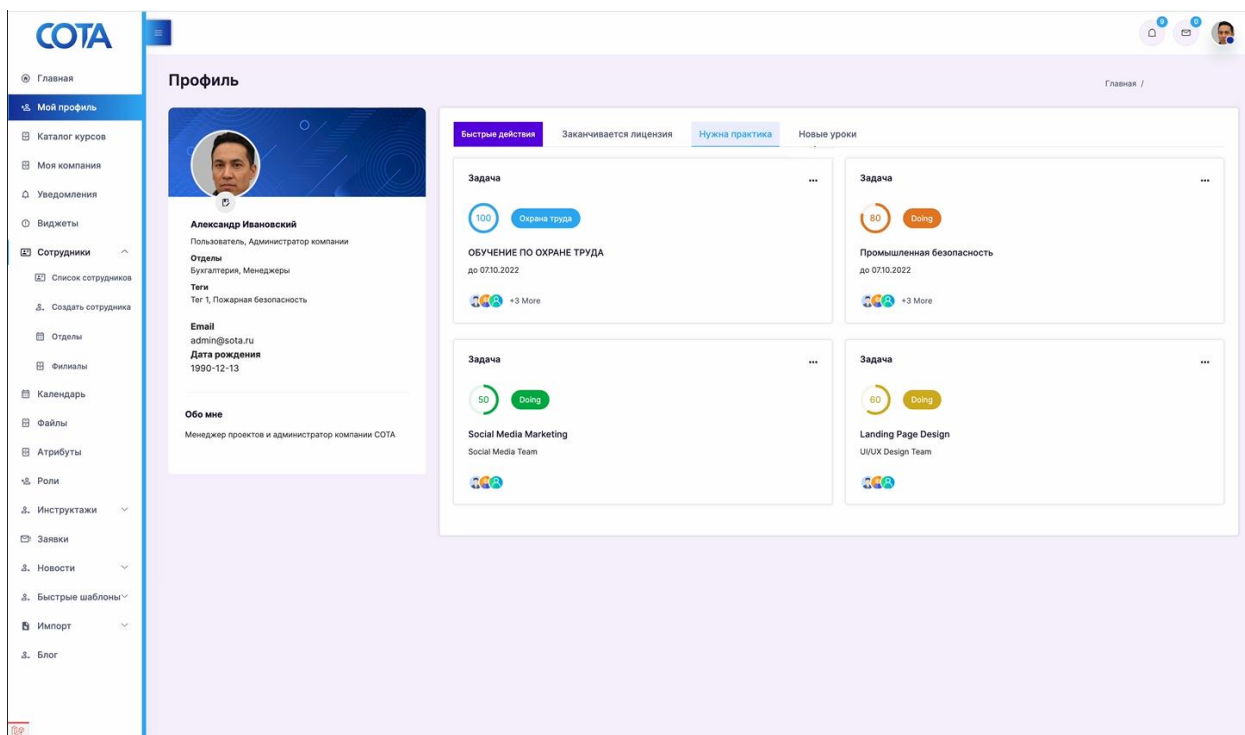 СОТА
9
0
Главная
Мой профиль
Каталог курсов
Моя компания
Уведомления
Виджеты
Сотрудники
Список сотрудников
Создать сотрудника
Отделы
Филиалы
Календарь
Файлы
Атрибуты
Роли
Инструктажи
Заявки
Новости
Быстрые шаблоны
Импорт
Блог
Профиль
Главная /
Александр Ивановский
Пользователь, Администратор компании
Отделы
Бухгалтерия, Менеджеры
Теги
Тег 1, Пожарная безопасность
Email
admin@sota.ru
Дата рождения
1990-12-13
Обо мне
Менеджер проектов и администратор компании СОТА
Быстрые действия
Заканчивается лицензия
Нужна практика
Новые уроки
Задача
100
Охрана труда
ОБУЧЕНИЕ ПО ОХРАНЕ ТРУДА
до 07.10.2022
+3 More
Задача
80
Doing
Промышленная безопасность
до 07.10.2022
+3 More
Задача
50
Doing
Social Media Marketing
Social Media Team
Задача
60
Doing
Landing Page Design
UI/UX Design Team